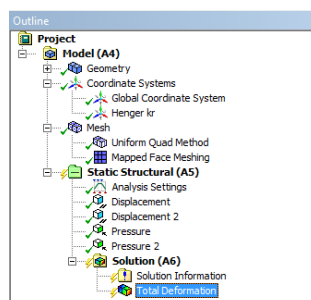 Outline
Project
Model (A4)
Geometry
Coordinate Systems
Global Coordinate System
Henger kr
Mesh
Uniform Quad Method
Mapped Face Meshing
Static Structural (A5)
Analysis Settings
Displacement
Displacement 2
Pressure
Pressure 2
Solution (A6)
Solution Information
Total Deformation